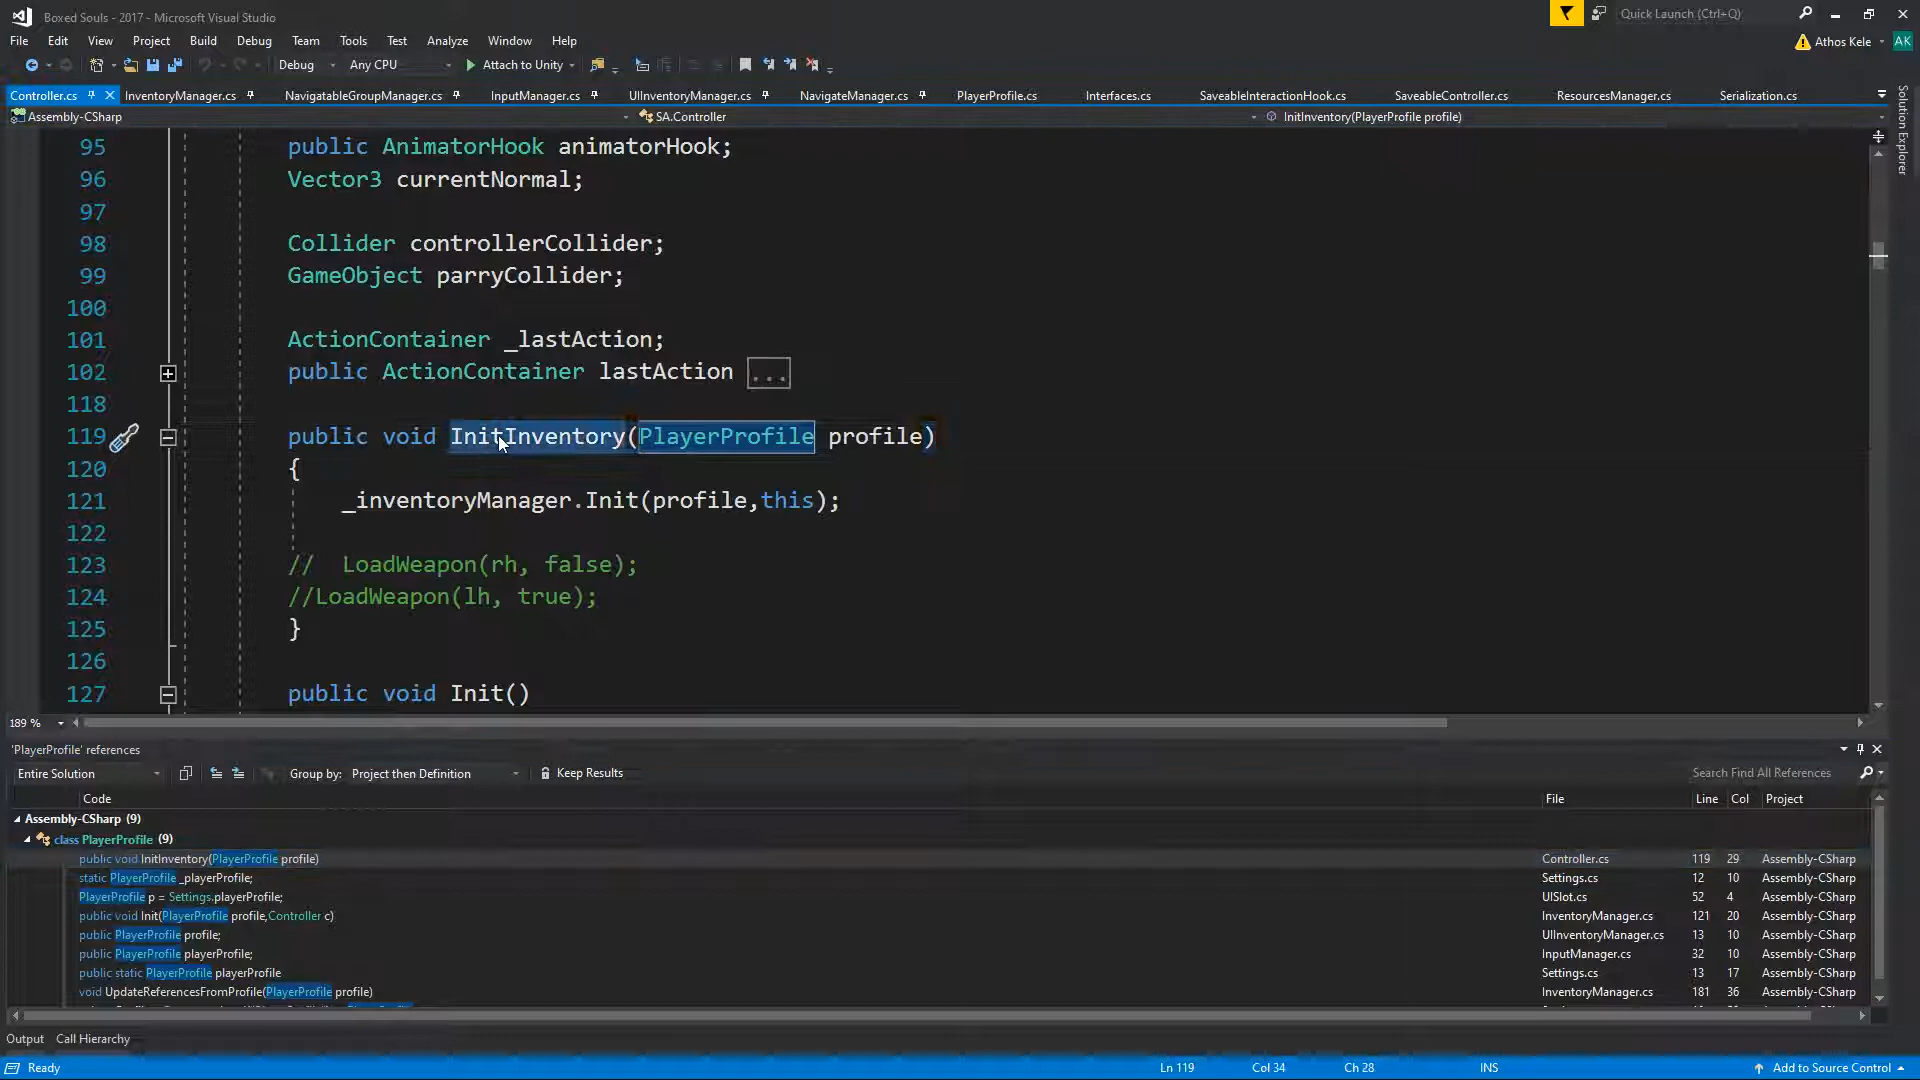 Boxed Souls - 2017 - Microsoft Visual Studio
Quick Launch (Ctrl+Q)
File Edit View Project Build Debug Team Tools Test Analyze Window Help
Athos Kele AK
Debug Any CPU Attach to Unity
Controller.cs InventoryManager.cs NavigatableGroupManager.cs InputManager.cs UIInventoryManager.cs NavigateManager.cs PlayerProfile.cs Interfaces.cs SaveableInteractionHook.cs SaveableController.cs ResourcesManager.cs Serialization.cs
Solution Explorer
Assembly-CSharp SA.Controller InitInventory(PlayerProfile profile)
95 public AnimatorHook animatorHook;
96 Vector3 currentNormal;
97
98 Collider controllerCollider;
99 GameObject parryCollider;
100
101 ActionContainer _lastAction;
102 public ActionContainer lastAction ...
118
119 public void InitInventory(PlayerProfile profile)
120 {
121 _inventoryManager.Init(profile,this);
122
123 //  LoadWeapon(rh, false);
124 //LoadWeapon(lh, true);
125 }
126
127 public void Init()
189 %
'PlayerProfile' references
Entire Solution Group by: Project then Definition Keep Results Search Find All References
Code File Line Col Project
Assembly-CSharp (9)
class PlayerProfile (9)
public void InitInventory(PlayerProfile profile) Controller.cs 119 29 Assembly-CSharp
static PlayerProfile _playerProfile; Settings.cs 12 10 Assembly-CSharp
PlayerProfile p = Settings.playerProfile; UISlot.cs 52 4 Assembly-CSharp
public void Init(PlayerProfile profile,Controller c) InventoryManager.cs 121 20 Assembly-CSharp
public PlayerProfile profile; UIInventoryManager.cs 13 10 Assembly-CSharp
public PlayerProfile playerProfile; InputManager.cs 32 10 Assembly-CSharp
public static PlayerProfile playerProfile Settings.cs 13 17 Assembly-CSharp
void UpdateReferencesFromProfile(PlayerProfile profile) InventoryManager.cs 181 36 Assembly-CSharp
Output Call Hierarchy
Ready Ln 119 Col 34 Ch 28 INS Add to Source Control